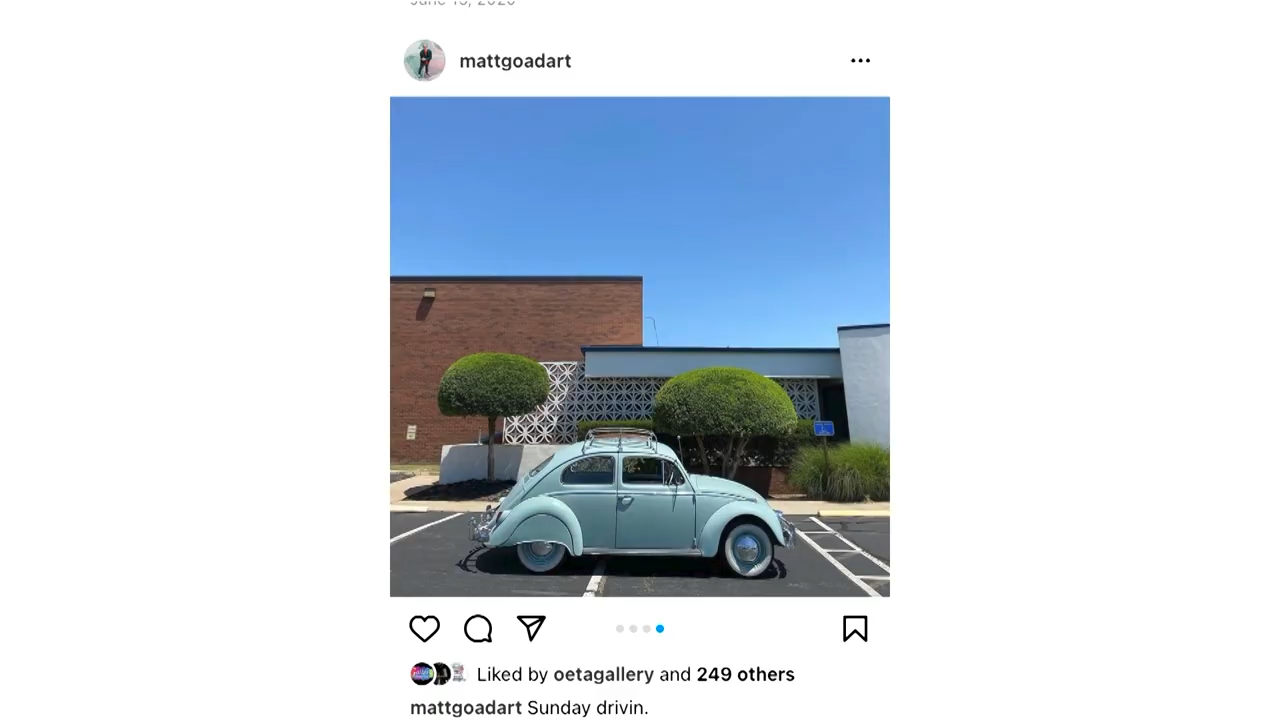 mattgoadart
Liked by oetagallery and 249 others
mattgoadart Sunday drivin.